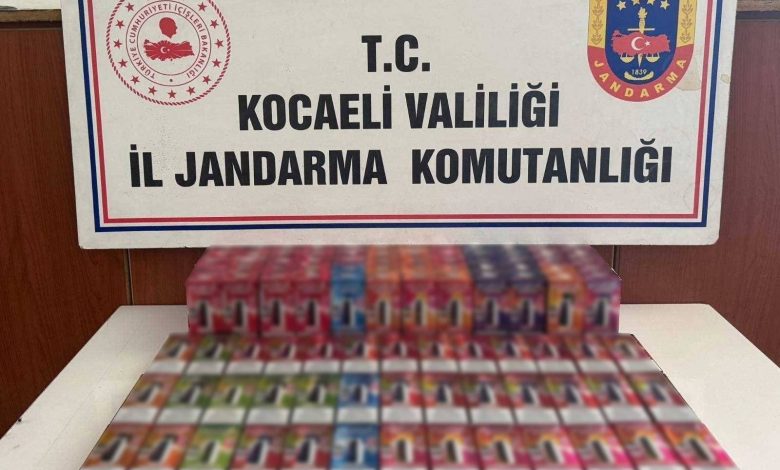 TÜRKİYE CUMHURİYETİ İÇİŞLERİ BAKANLIĞI
1839
JANDARMA
T.C.
KOCAELİ VALİLİĞİ
İL JANDARMA KOMUTANLIĞI